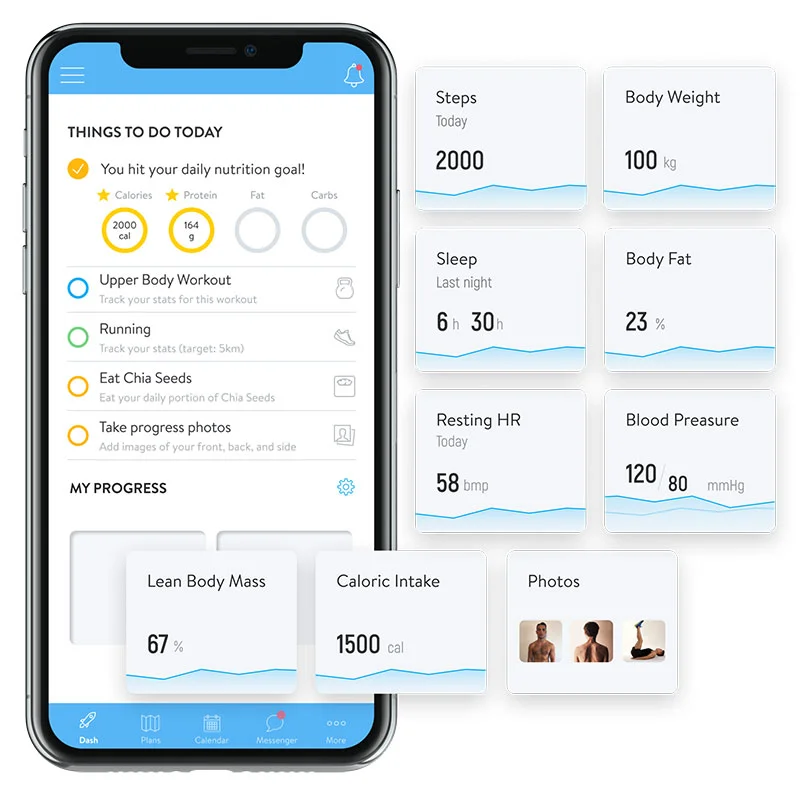 THINGS TO DO TODAY
You hit your daily nutrition goal!
Calories Protein Fat Carbs
2000 cal
164 g
Upper Body Workout
Track your stats for this workout
Running
Track your stats (target: 5km)
Eat Chia Seeds
Eat your daily portion of Chia Seeds
Take progress photos
Add images of your front, back, and side
MY PROGRESS
Dash Plans Calendar Messenger More
Steps
Today
2000
Body Weight
100 kg
Sleep
Last night
6 h 30 h
Body Fat
23 %
Resting HR
Today
58 bmp
Blood Preasure
120/80 mmHg
Lean Body Mass
67 %
Caloric Intake
1500 cal
Photos